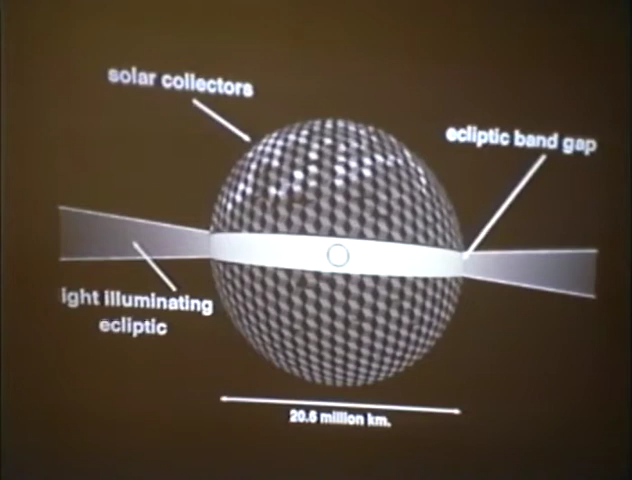 solar collectors
ecliptic band gap
ight illuminating
ecliptic
20.6 million km.